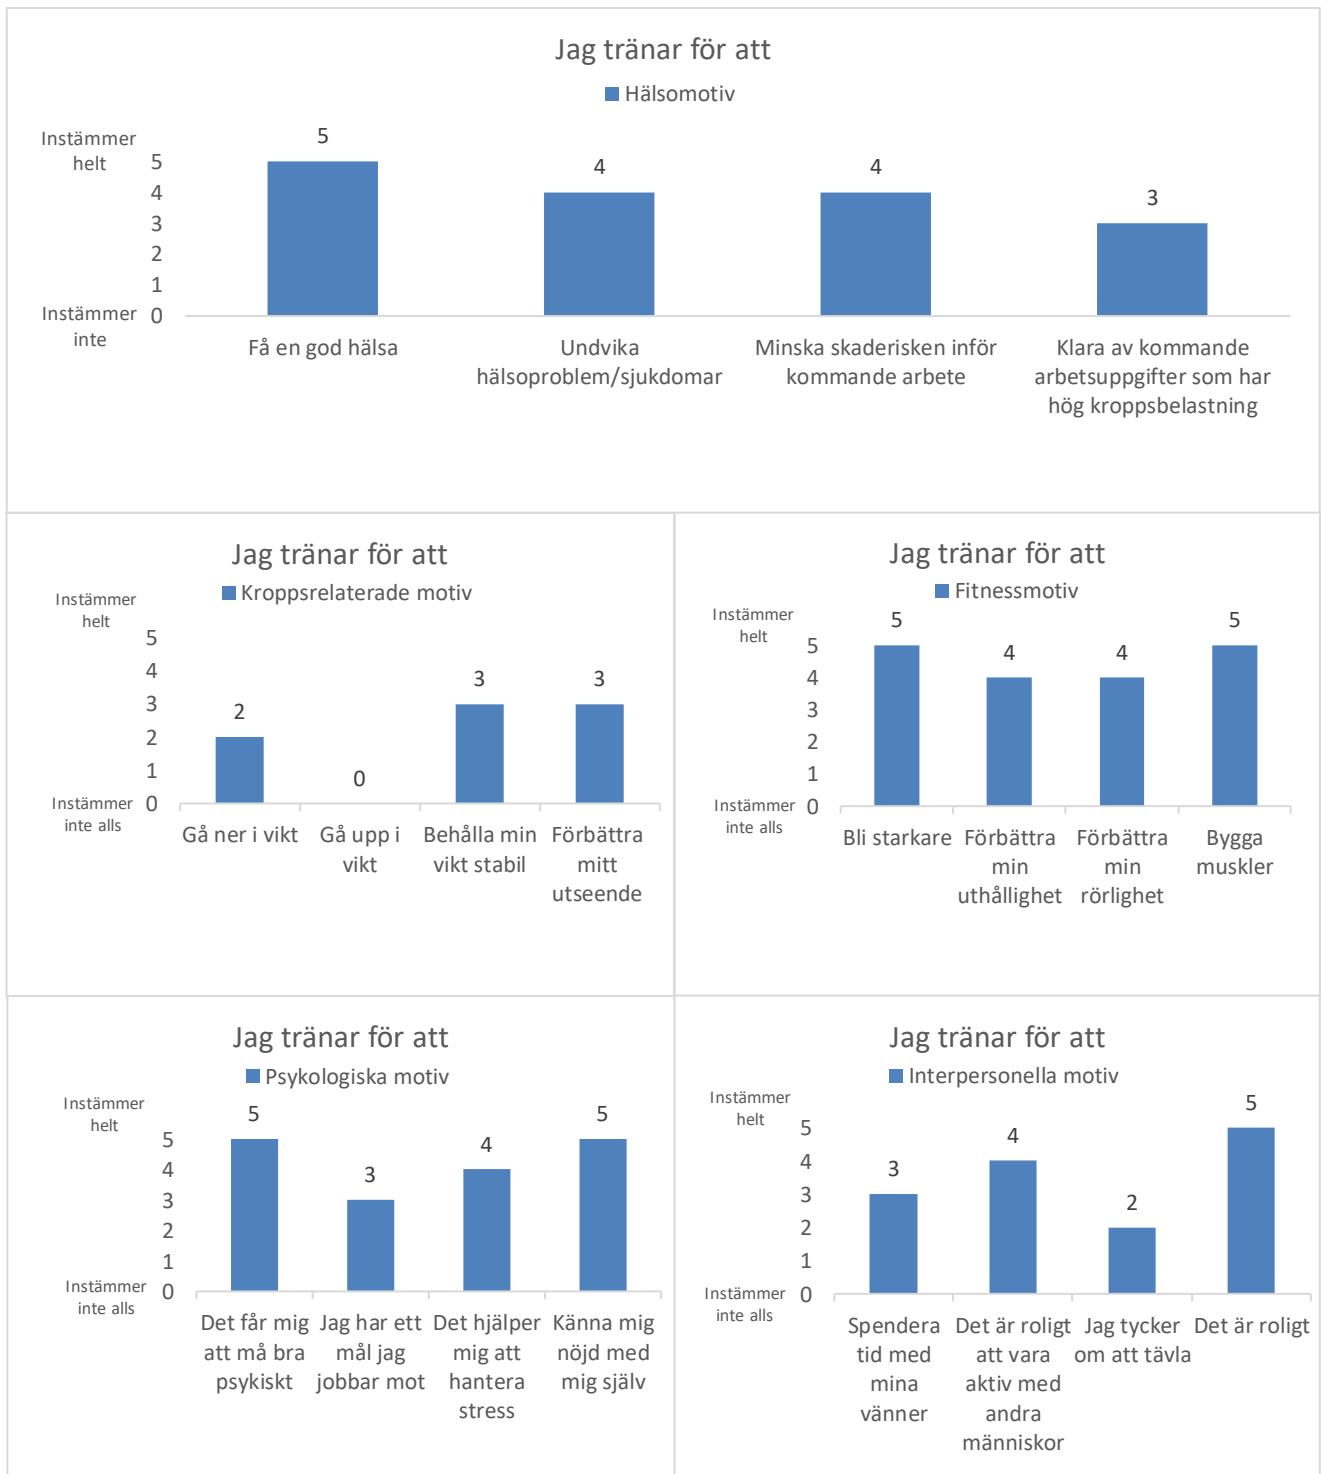 Jag tränar för att
Hälsomotiv
Instämmer
helt
5
4
3
2
1
0
Instämmer
inte
5
4
4
3
Få en god hälsa
Undvika
hälsoproblem/sjukdomar
Minska skaderisken inför
kommande arbete
Klara av kommande
arbetsuppgifter som har
hög kroppsbelastning
Jag tränar för att
Kroppsrelaterade motiv
Instämmer
helt
5
4
3
2
1
0
Instämmer
inte alls
2
0
3
3
Gå ner i vikt
Gå upp i
vikt
Behålla min
vikt stabil
Förbättra
mitt
utseende
Jag tränar för att
Fitnessmotiv
Instämmer
helt
5
4
3
2
1
0
Instämmer
inte alls
5
4
4
5
Bli starkare
Förbättra
min
uthållighet
Förbättra
min
rörlighet
Bygga
muskler
Jag tränar för att
Psykologiska motiv
Instämmer
helt
5
4
3
2
1
0
Instämmer
inte alls
5
3
4
5
Det får mig
att må bra
psykiskt
Jag har ett
mål jag
jobbar mot
Det hjälper
mig att
hantera
stress
Känna mig
nöjd med
mig själv
Jag tränar för att
Interpersonella motiv
Instämmer
helt
5
4
3
2
1
0
Instämmer
inte alls
3
4
2
5
Spendera
tid med
mina
vänner
Det är roligt
att vara
aktiv med
andra
människor
Jag tycker
om att tävla
Det är roligt